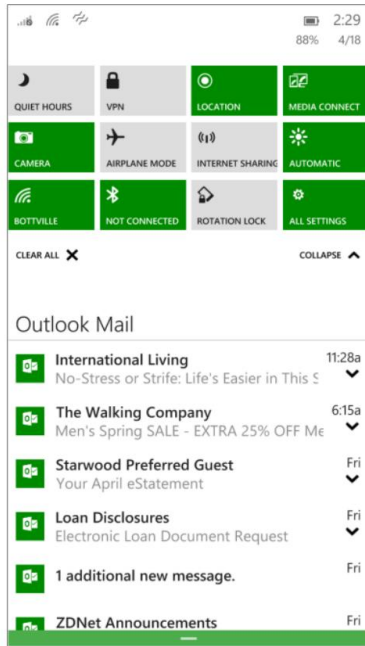 2:29
88% 4/18
QUIET HOURS VPN LOCATION MEDIA CONNECT
CAMERA AIRPLANE MODE INTERNET SHARING AUTOMATIC
BOTTVILLE NOT CONNECTED ROTATION LOCK ALL SETTINGS
CLEAR ALL COLLAPSE
Outlook Mail
International Living 11:28a
No-Stress or Strife: Life's Easier in This S
The Walking Company 6:15a
Men's Spring SALE - EXTRA 25% OFF Me
Starwood Preferred Guest Fri
Your April eStatement
Loan Disclosures Fri
Electronic Loan Document Request
1 additional new message. Fri
ZDNet Announcements Fri